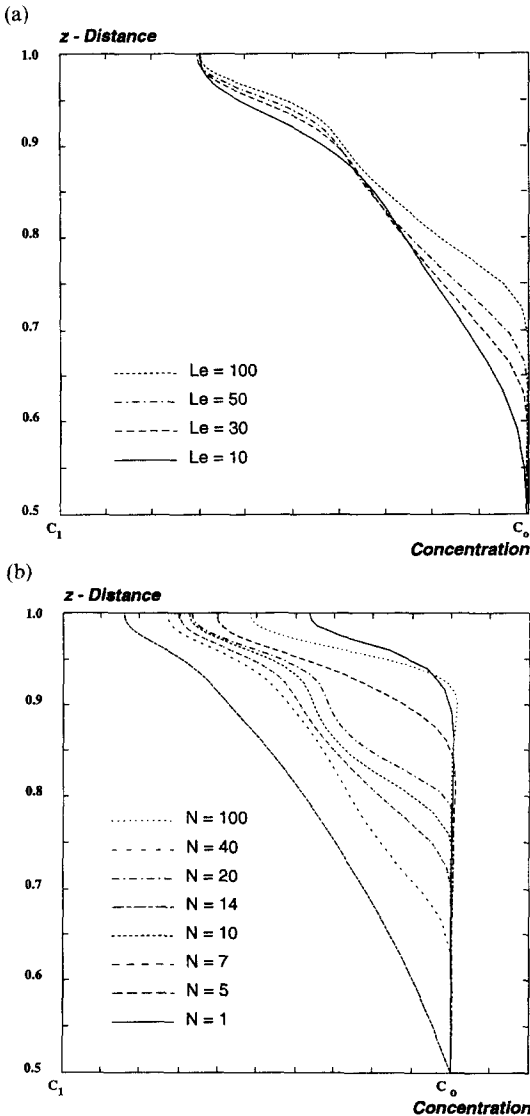 (a)
z - Distance
1.0
0.9
0.8
0.7
0.6
0.5
Le = 100
Le = 50
Le = 30
Le = 10
C1
Co
Concentration
(b)
z - Distance
1.0
0.9
0.8
0.7
0.6
0.5
N = 100
N = 40
N = 20
N = 14
N = 10
N = 7
N = 5
N = 1
C1
Co
Concentration